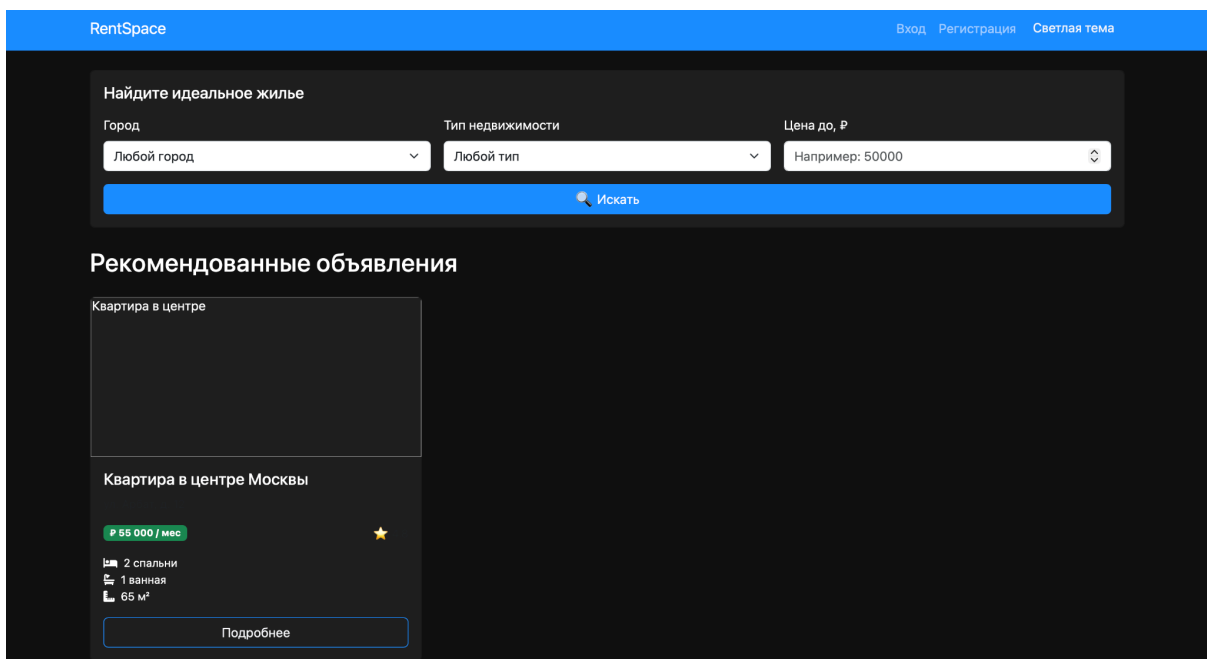 RentSpace
Вход Регистрация Светлая тема
Найдите идеальное жилье
Город
Тип недвижимости
Цена до, ₽
Любой город
Любой тип
Например: 50000
🔍 Искать
Рекомендованные объявления
Квартира в центре
Квартира в центре Москвы
₽ 55 000 / мес
2 спальни
1 ванная
65 м²
Подробнее